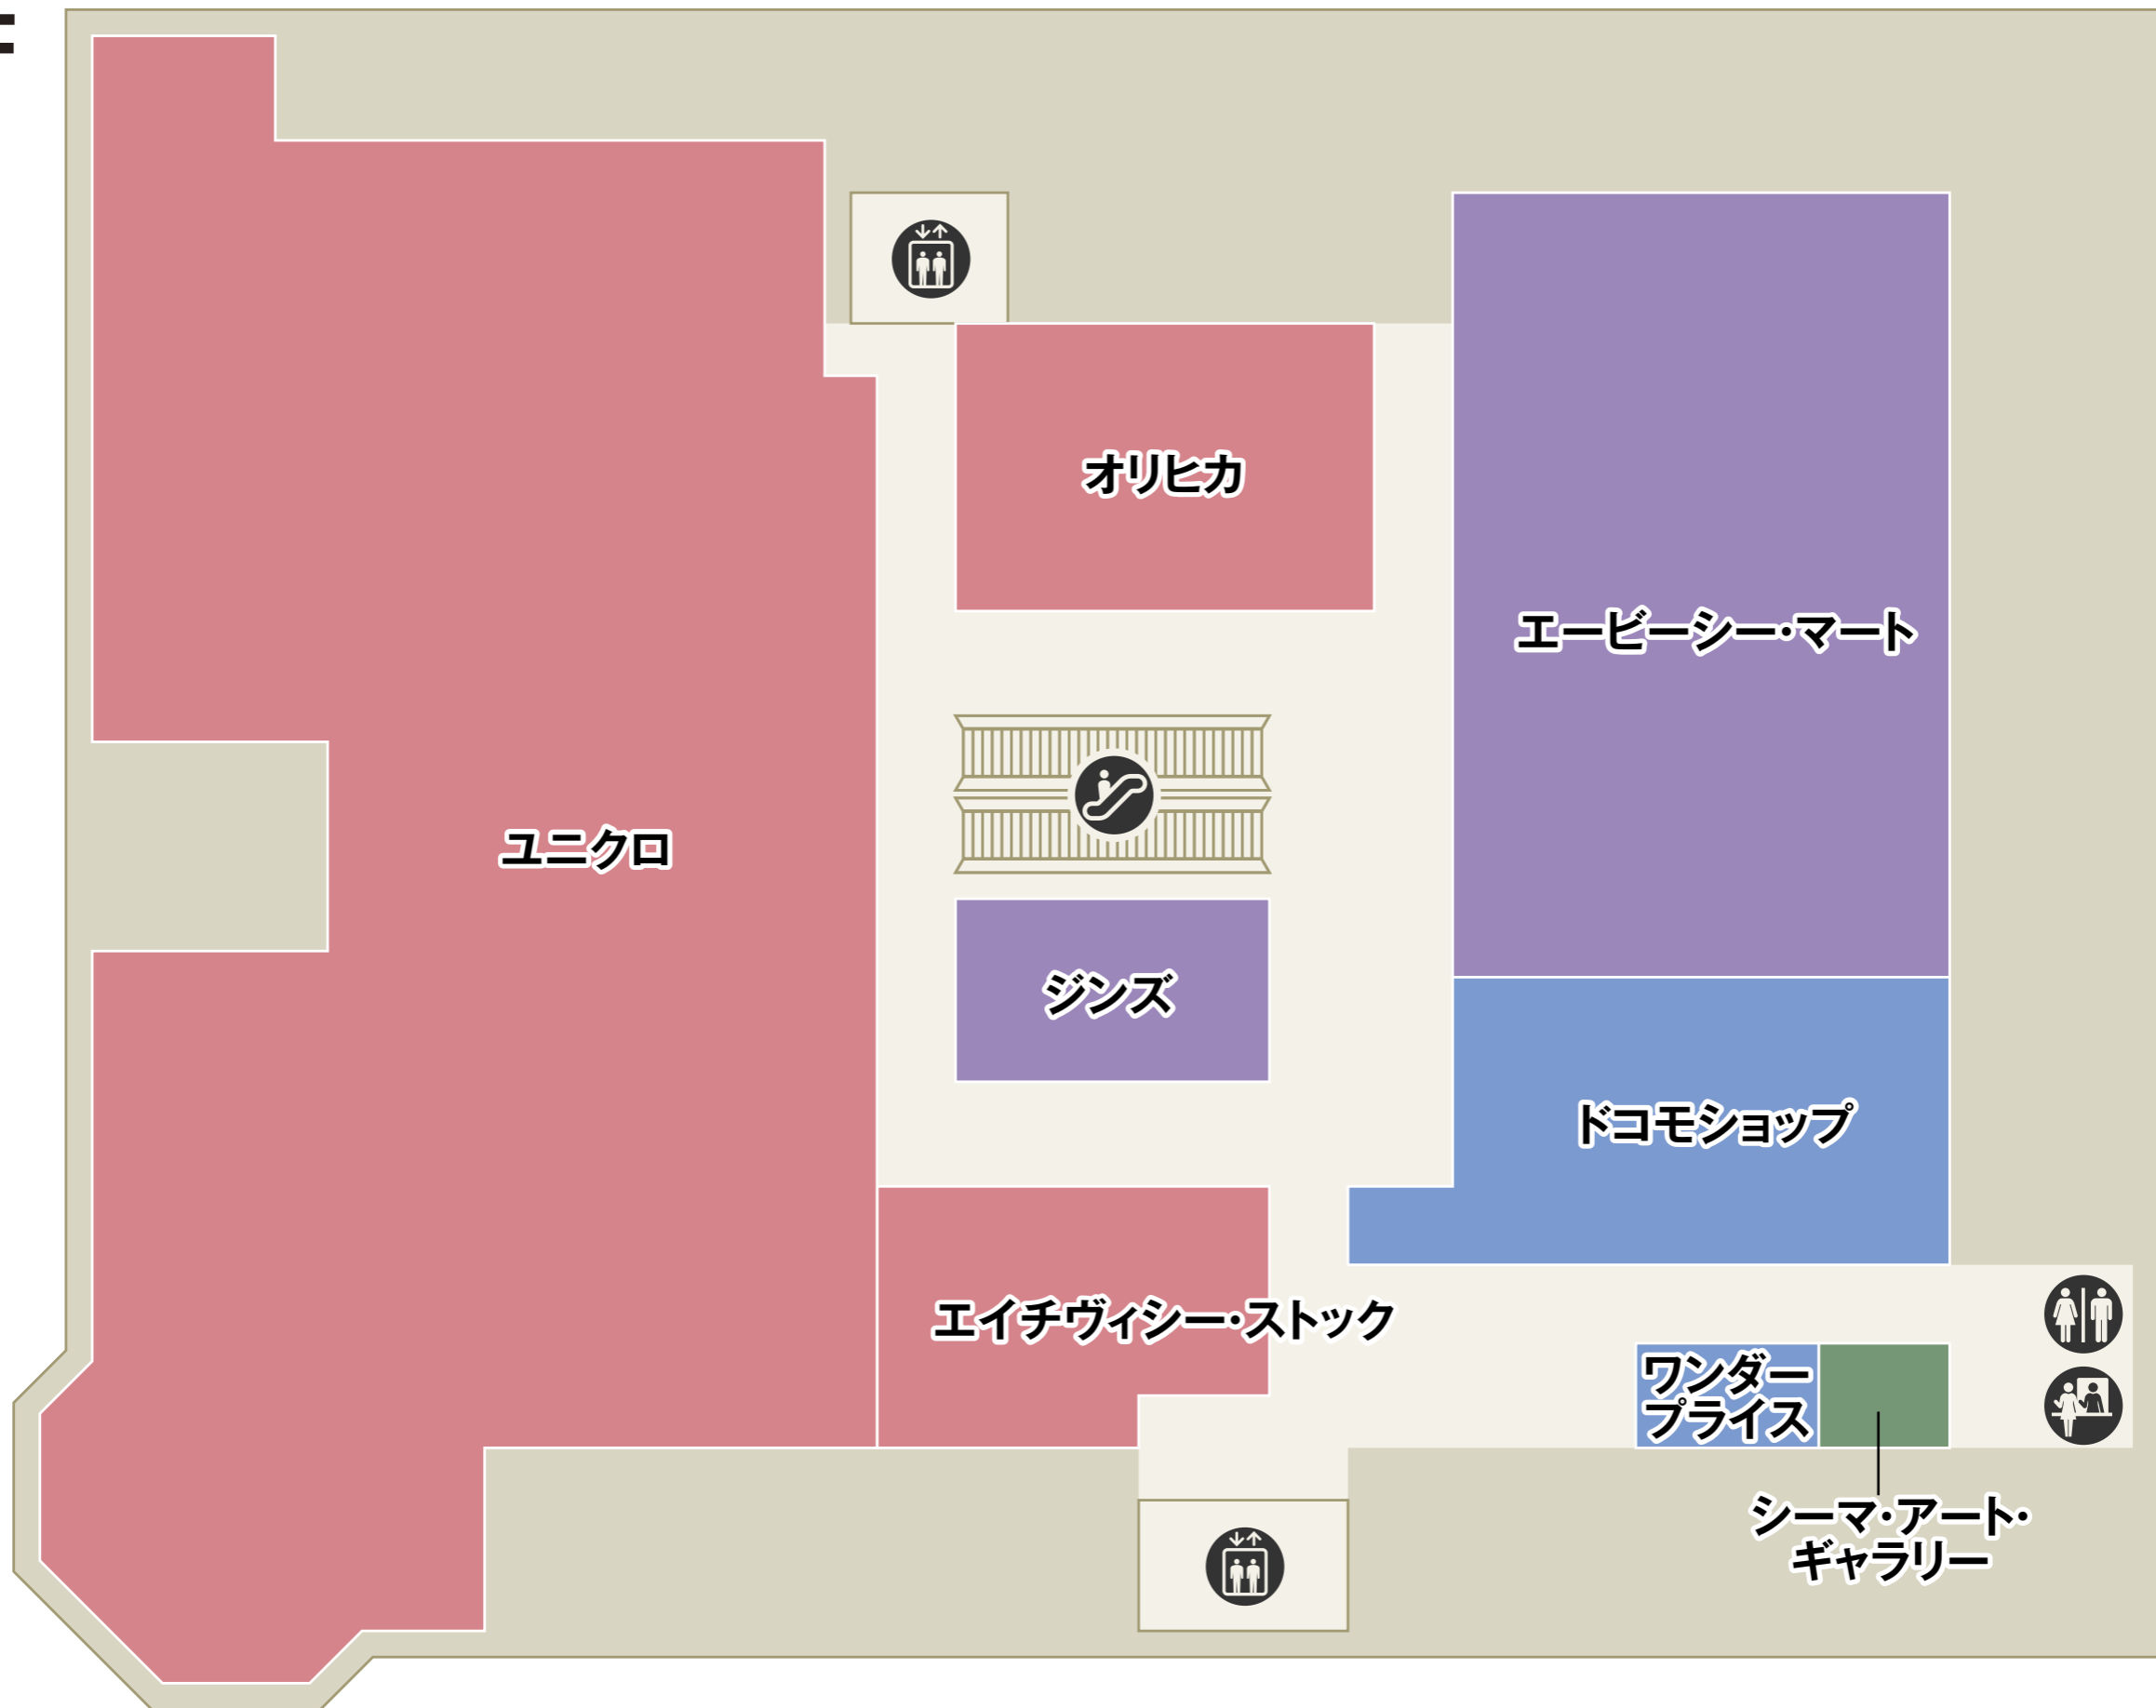 オリヒカ
エービーシー・マート
ユニクロ
ジンズ
ドコモショップ
エイチヴィシー・ストック
ワンダー
プライス
シーマ・アート・
ギャラリー